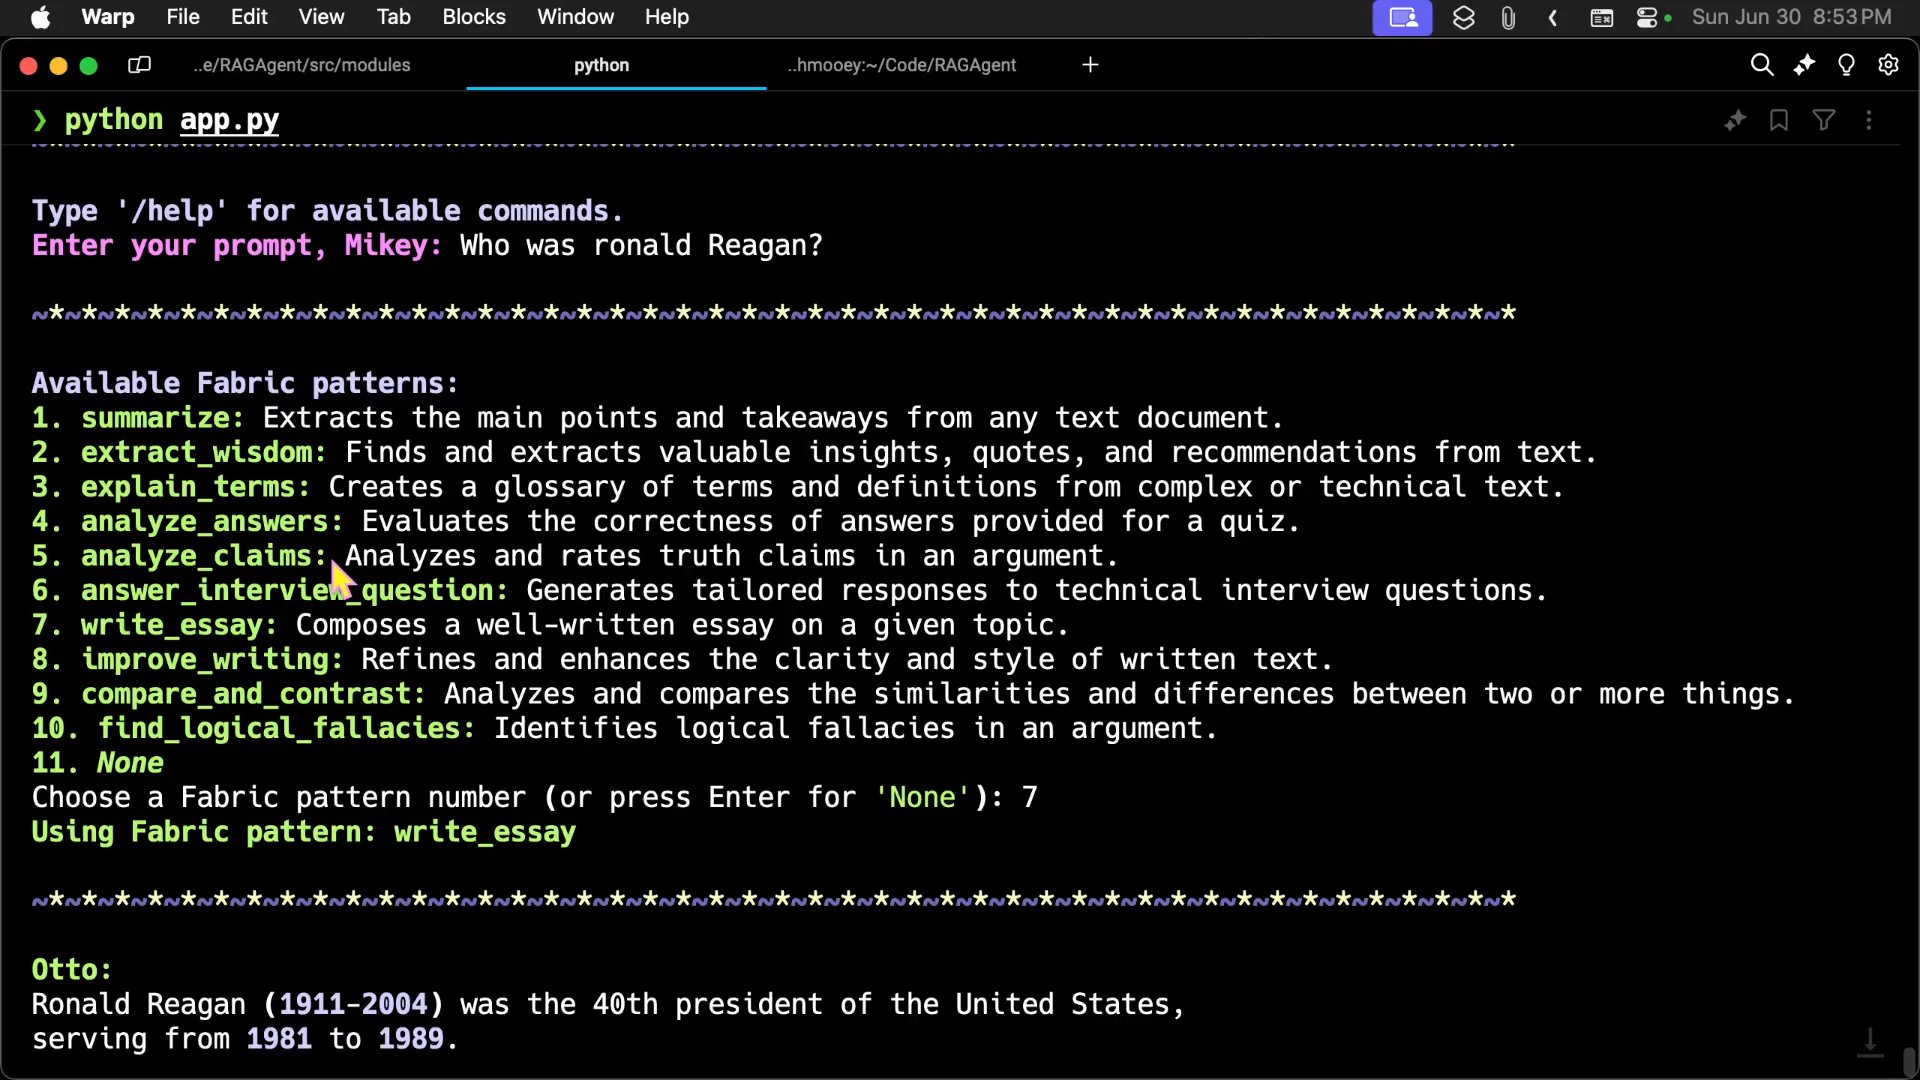 Warp File Edit View Tab Blocks Window Help Sun Jun 30 8:53 PM
..e/RAGAgent/src/modules python ..hmooey:~/Code/RAGAgent +
❯ python app.py
Type '/help' for available commands.
Enter your prompt, Mikey: Who was ronald Reagan?
~*~*~*~*~*~*~*~*~*~*~*~*~*~*~*~*~*~*~*~*~*~*~*~*~*~*~*~*~*~*~*~*~*~*~*~*~*~*~*~*~*~*~*~*~*
Available Fabric patterns:
1. summarize: Extracts the main points and takeaways from any text document.
2. extract_wisdom: Finds and extracts valuable insights, quotes, and recommendations from text.
3. explain_terms: Creates a glossary of terms and definitions from complex or technical text.
4. analyze_answers: Evaluates the correctness of answers provided for a quiz.
5. analyze_claims: Analyzes and rates truth claims in an argument.
6. answer_interview_question: Generates tailored responses to technical interview questions.
7. write_essay: Composes a well-written essay on a given topic.
8. improve_writing: Refines and enhances the clarity and style of written text.
9. compare_and_contrast: Analyzes and compares the similarities and differences between two or more things.
10. find_logical_fallacies: Identifies logical fallacies in an argument.
11. None
Choose a Fabric pattern number (or press Enter for 'None'): 7
Using Fabric pattern: write_essay
~*~*~*~*~*~*~*~*~*~*~*~*~*~*~*~*~*~*~*~*~*~*~*~*~*~*~*~*~*~*~*~*~*~*~*~*~*~*~*~*~*~*~*~*~*
Otto:
Ronald Reagan (1911-2004) was the 40th president of the United States,
serving from 1981 to 1989.